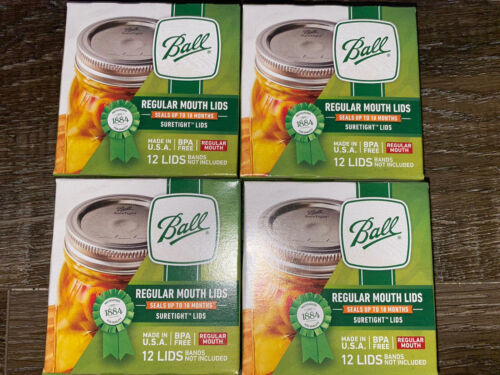 Ball®
REGULAR MOUTH LIDS
SEALS UP TO 18 MONTHS
SURETIGHT™ LIDS
1884
MADE IN U.S.A. BPA FREE REGULAR MOUTH
12 LIDS BANDS NOT INCLUDED
Ball®
REGULAR MOUTH LIDS
SEALS UP TO 18 MONTHS
SURETIGHT™ LIDS
1884
MADE IN U.S.A. BPA FREE REGULAR MOUTH
12 LIDS BANDS NOT INCLUDED
Ball®
REGULAR MOUTH LIDS
SEALS UP TO 18 MONTHS
SURETIGHT™ LIDS
1884
MADE IN U.S.A. BPA FREE REGULAR MOUTH
12 LIDS BANDS NOT INCLUDED
Ball®
REGULAR MOUTH LIDS
SEALS UP TO 18 MONTHS
SURETIGHT™ LIDS
1884
MADE IN U.S.A. BPA FREE REGULAR MOUTH
12 LIDS BANDS NOT INCLUDED